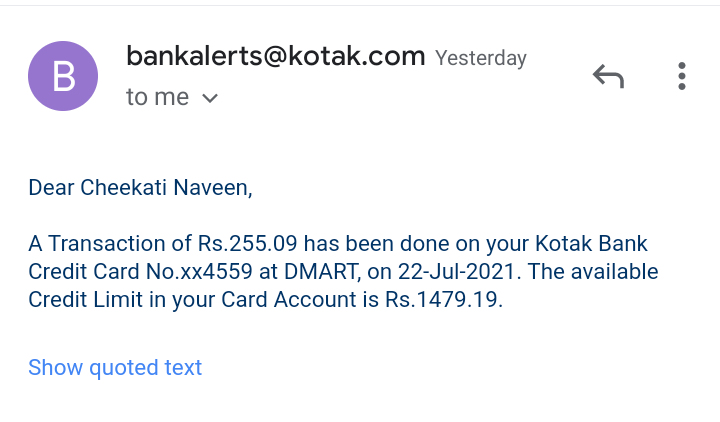 B
bankalerts@kotak.com Yesterday
to me
Dear Cheekati Naveen,
A Transaction of Rs.255.09 has been done on your Kotak Bank
Credit Card No.xx4559 at DMART, on 22-Jul-2021. The available
Credit Limit in your Card Account is Rs.1479.19.
Show quoted text